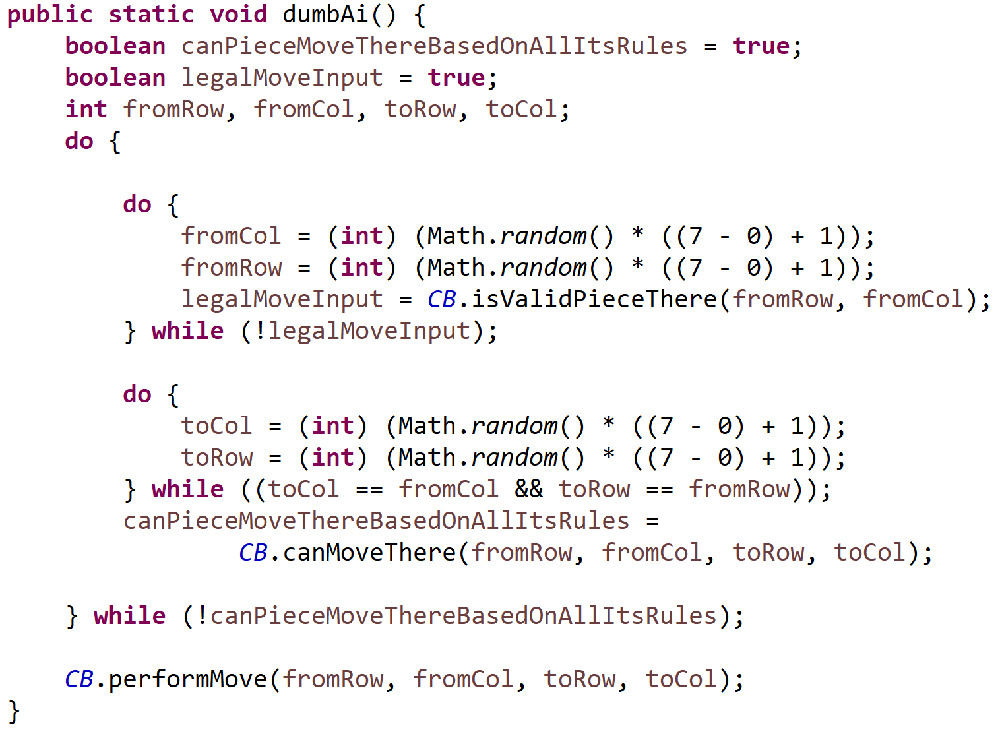 public static void dumbAi() {
    boolean canPieceMoveThereBasedOnAllItsRules = true;
    boolean legalMoveInput = true;
    int fromRow, fromCol, toRow, toCol;
    do {

        do {
            fromCol = (int) (Math.random() * ((7 - 0) + 1));
            fromRow = (int) (Math.random() * ((7 - 0) + 1));
            legalMoveInput = CB.isValidPieceThere(fromRow, fromCol);
        } while (!legalMoveInput);

        do {
            toCol = (int) (Math.random() * ((7 - 0) + 1));
            toRow = (int) (Math.random() * ((7 - 0) + 1));
        } while ((toCol == fromCol && toRow == fromRow));
        canPieceMoveThereBasedOnAllItsRules =
                CB.canMoveThere(fromRow, fromCol, toRow, toCol);

    } while (!canPieceMoveThereBasedOnAllItsRules);

    CB.performMove(fromRow, fromCol, toRow, toCol);
}